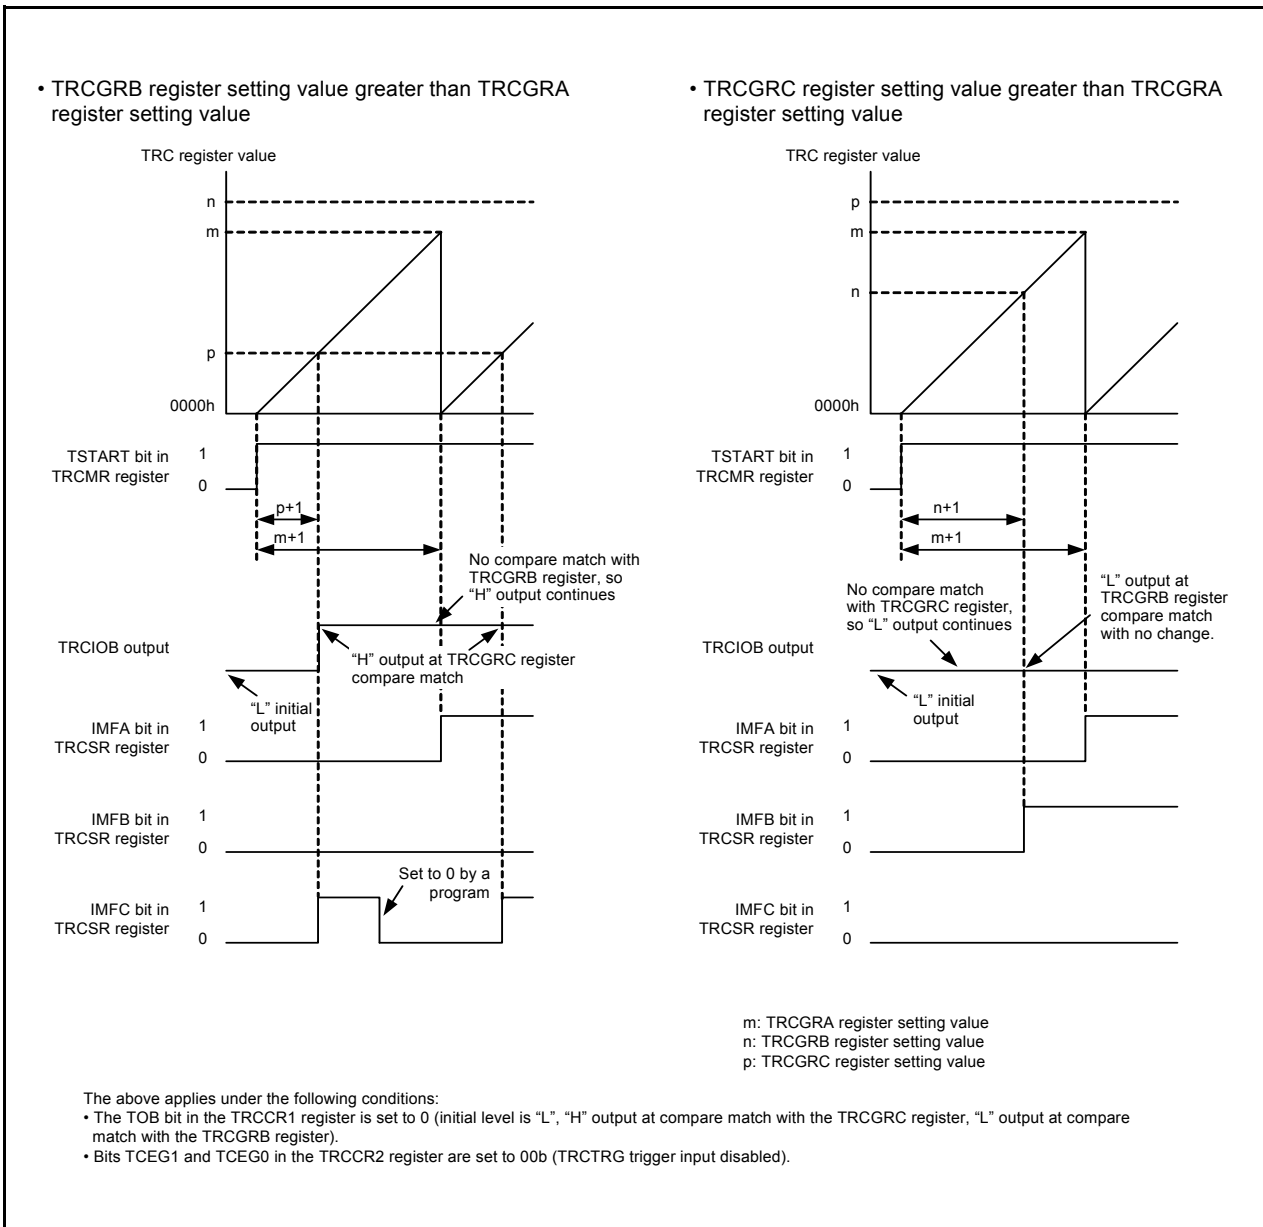 • TRCGRB register setting value greater than TRCGRA
register setting value
TRC register value
n
m
p
0000h
TSTART bit in
TRCMR register
1
0
p+1
m+1
No compare match with
TRCGRB register, so
“H” output continues
TRCIOB output
“H” output at TRCGRC register
compare match
“L” initial
output
IMFA bit in
TRCSR register
1
0
IMFB bit in
TRCSR register
1
0
Set to 0 by a
program
IMFC bit in
TRCSR register
1
0
• TRCGRC register setting value greater than TRCGRA
register setting value
TRC register value
p
m
n
0000h
TSTART bit in
TRCMR register
1
0
n+1
m+1
No compare match
with TRCGRC register,
so “L” output continues
“L” output at
TRCGRB register
compare match
with no change.
TRCIOB output
“L” initial
output
IMFA bit in
TRCSR register
1
0
IMFB bit in
TRCSR register
1
0
IMFC bit in
TRCSR register
1
0
m: TRCGRA register setting value
n: TRCGRB register setting value
p: TRCGRC register setting value
The above applies under the following conditions:
• The TOB bit in the TRCCR1 register is set to 0 (initial level is “L”, “H” output at compare match with the TRCGRC register, “L” output at compare
match with the TRCGRB register).
• Bits TCEG1 and TCEG0 in the TRCCR2 register are set to 00b (TRCTRG trigger input disabled).